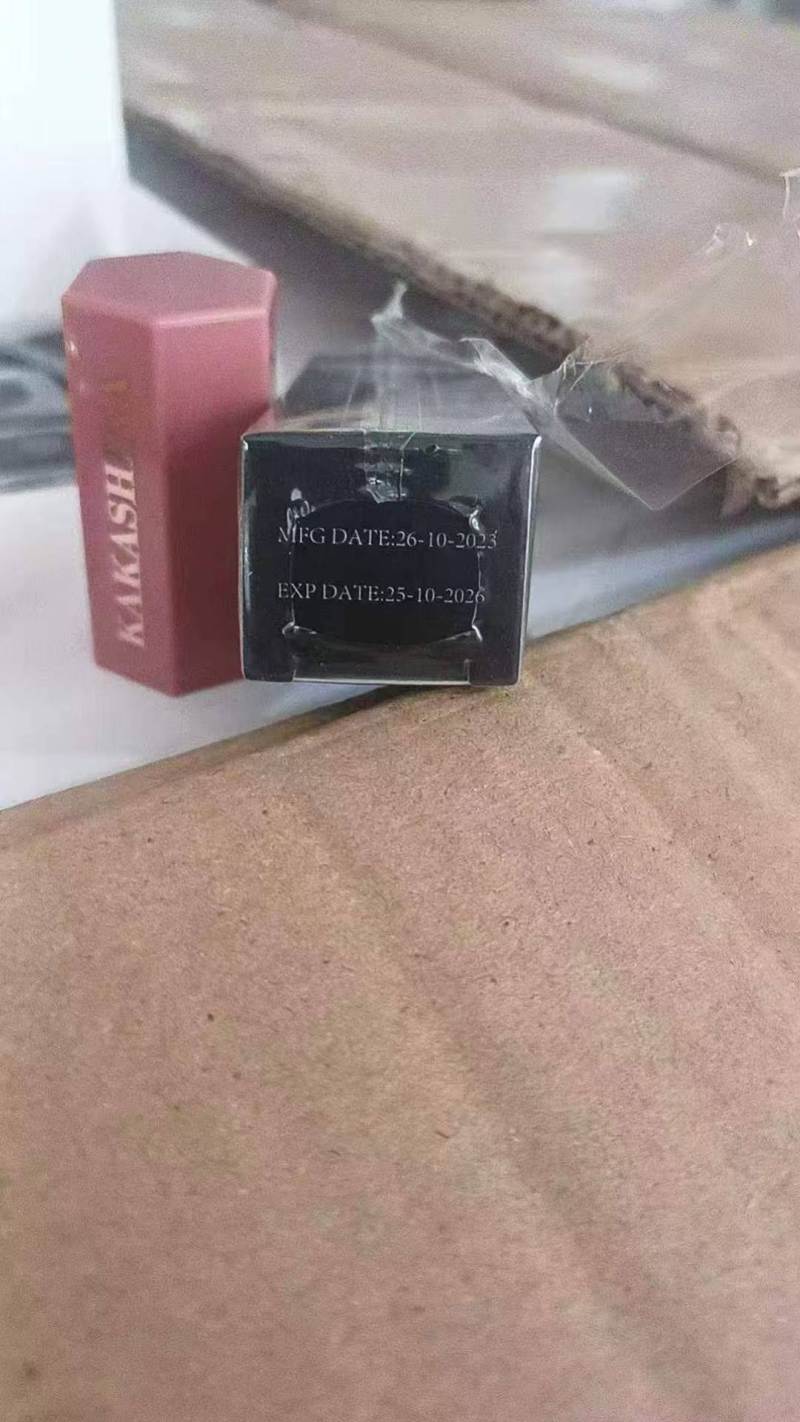 KAKASH
MFG DATE:26-10-2023
EXP DATE:25-10-2026